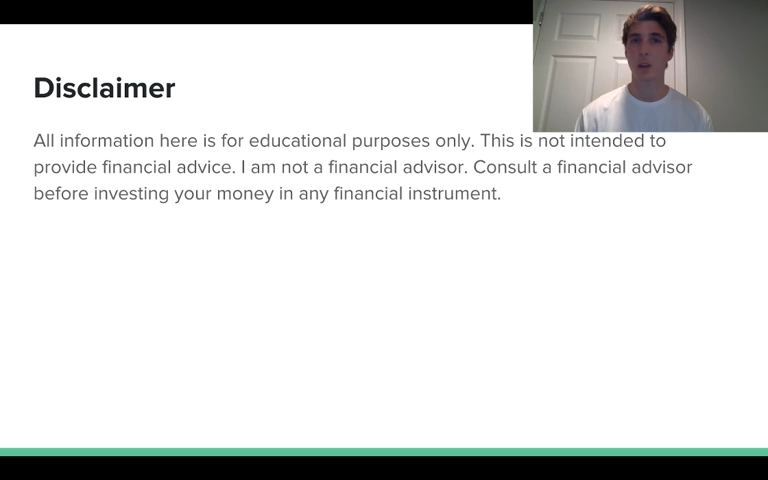 Disclaimer
All information here is for educational purposes only. This is not intended to
provide financial advice. I am not a financial advisor. Consult a financial advisor
before investing your money in any financial instrument.